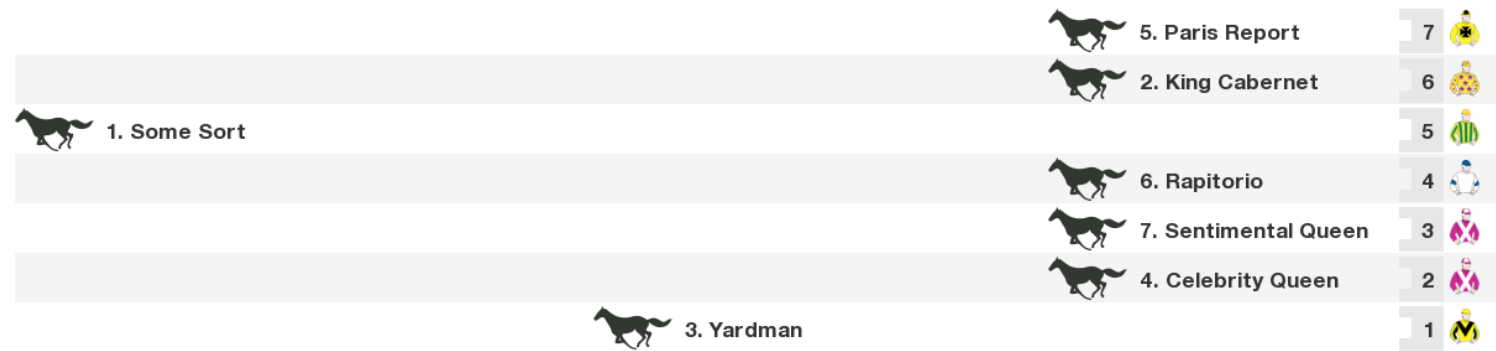 5. Paris Report 7
2. King Cabernet 6
1. Some Sort 5
6. Rapitorio 4
7. Sentimental Queen 3
4. Celebrity Queen 2
3. Yardman 1